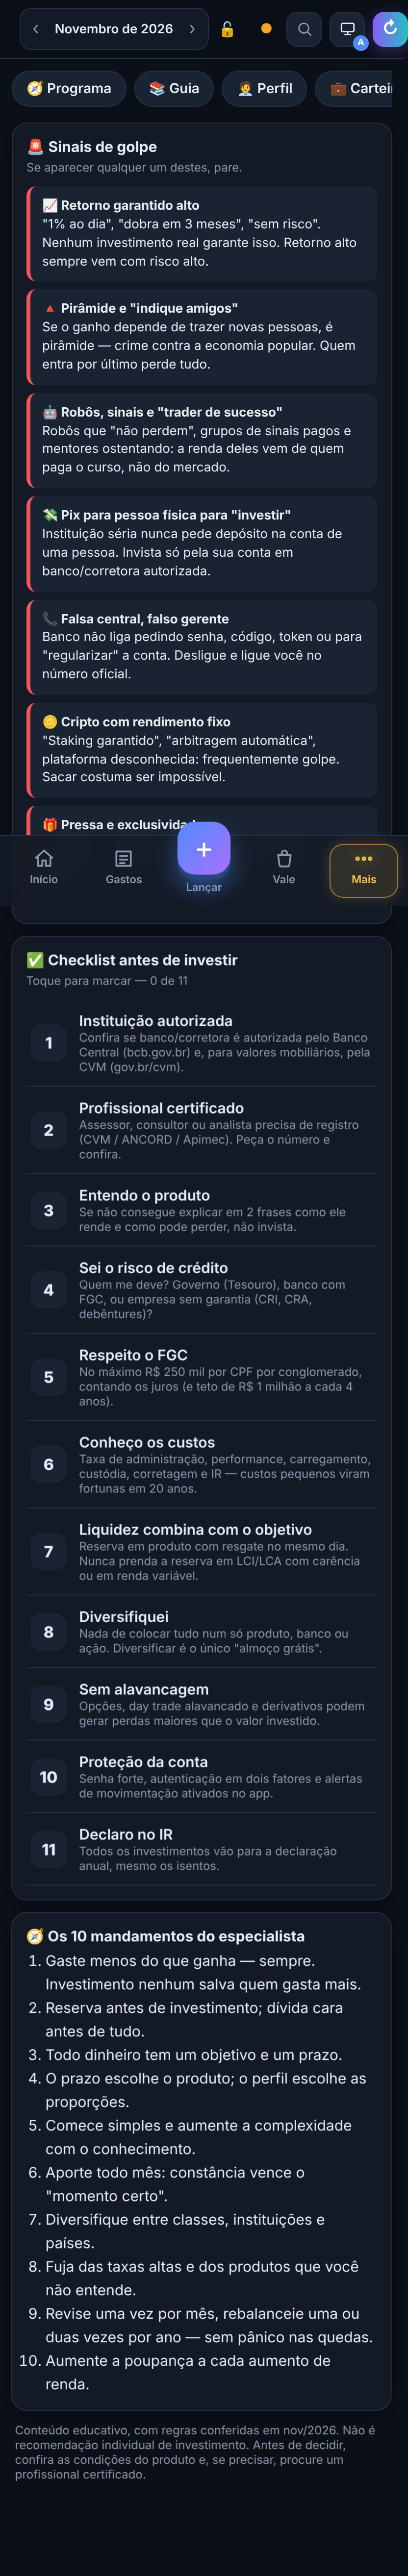 Novembro de 2026
A
Programa
Guia
Perfil
Cartei
Sinais de golpe
Se aparecer qualquer um destes, pare.
Retorno garantido alto
"1% ao dia", "dobra em 3 meses", "sem risco".
Nenhum investimento real garante isso. Retorno alto
sempre vem com risco alto.
Pirâmide e "indique amigos"
Se o ganho depende de trazer novas pessoas, é
pirâmide — crime contra a economia popular. Quem
entra por último perde tudo.
Robôs, sinais e "trader de sucesso"
Robôs que "não perdem", grupos de sinais pagos e
mentores ostentando: a renda deles vem de quem
paga o curso, não do mercado.
Pix para pessoa física para "investir"
Instituição séria nunca pede depósito na conta de
uma pessoa. Invista só pela sua conta em
banco/corretora autorizada.
Falsa central, falso gerente
Banco não liga pedindo senha, código, token ou para
"regularizar" a conta. Desligue e ligue você no
número oficial.
Cripto com rendimento fixo
"Staking garantido", "arbitragem automática",
plataforma desconhecida: frequentemente golpe.
Sacar costuma ser impossível.
Pressa e exclusividad
Início
Gastos
Lançar
Vale
Mais
Checklist antes de investir
Toque para marcar — 0 de 11
1
Instituição autorizada
Confira se banco/corretora é autorizada pelo Banco
Central (bcb.gov.br) e, para valores mobiliários, pela
CVM (gov.br/cvm).
2
Profissional certificado
Assessor, consultor ou analista precisa de registro
(CVM / ANCORD / Apimec). Peça o número e
confira.
3
Entendo o produto
Se não consegue explicar em 2 frases como ele
rende e como pode perder, não invista.
4
Sei o risco de crédito
Quem me deve? Governo (Tesouro), banco com
FGC, ou empresa sem garantia (CRI, CRA,
debêntures)?
5
Respeito o FGC
No máximo R$ 250 mil por CPF por conglomerado,
contando os juros (e teto de R$ 1 milhão a cada 4
anos).
6
Conheço os custos
Taxa de administração, performance, carregamento,
custódia, corretagem e IR — custos pequenos viram
fortunas em 20 anos.
7
Liquidez combina com o objetivo
Reserva em produto com resgate no mesmo dia.
Nunca prenda a reserva em LCI/LCA com carência
ou em renda variável.
8
Diversifiquei
Nada de colocar tudo num só produto, banco ou
ação. Diversificar é o único "almoço grátis".
9
Sem alavancagem
Opções, day trade alavancado e derivativos podem
gerar perdas maiores que o valor investido.
10
Proteção da conta
Senha forte, autenticação em dois fatores e alertas
de movimentação ativados no app.
11
Declaro no IR
Todos os investimentos vão para a declaração
anual, mesmo os isentos.
Os 10 mandamentos do especialista
1. Gaste menos do que ganha — sempre.
Investimento nenhum salva quem gasta mais.
2. Reserva antes de investimento; dívida cara
antes de tudo.
3. Todo dinheiro tem um objetivo e um prazo.
4. O prazo escolhe o produto; o perfil escolhe as
proporções.
5. Comece simples e aumente a complexidade
com o conhecimento.
6. Aporte todo mês: constância vence o
"momento certo".
7. Diversifique entre classes, instituições e
países.
8. Fuja das taxas altas e dos produtos que você
não entende.
9. Revise uma vez por mês, rebalanceie uma ou
duas vezes por ano — sem pânico nas quedas.
10. Aumente a poupança a cada aumento de
renda.
Conteúdo educativo, com regras conferidas em nov/2026. Não é
recomendação individual de investimento. Antes de decidir,
confira as condições do produto e, se precisar, procure um
profissional certificado.